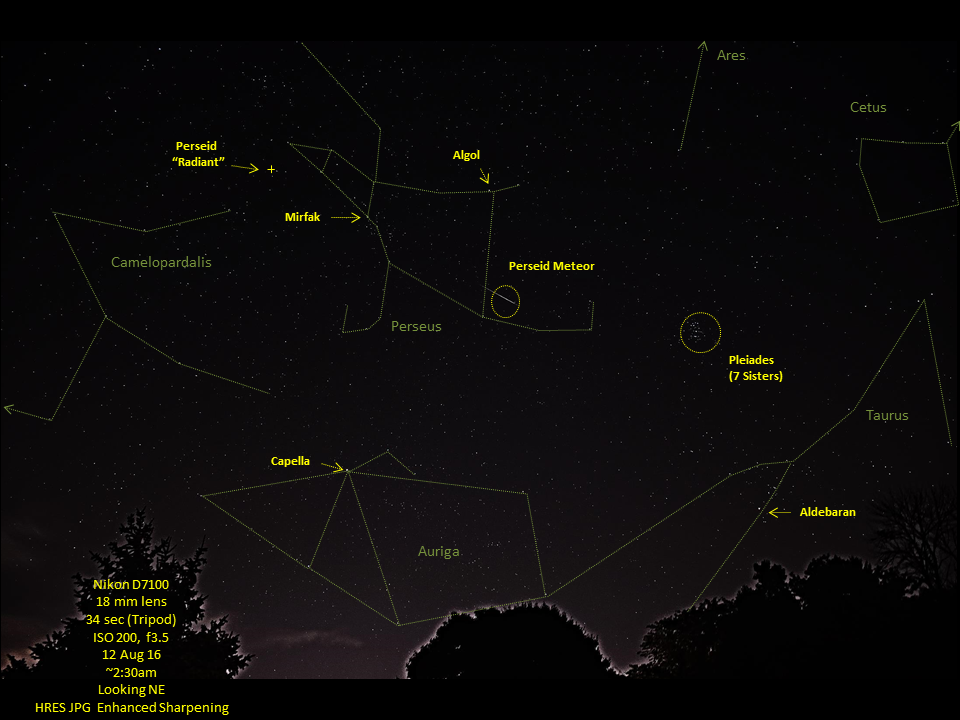 Ares
Cetus
Perseid
“Radiant”
Algol
Mirfak
Camelopardalis
Perseid Meteor
Perseus
Pleiades
(7 Sisters)
Taurus
Capella
Aldebaran
Auriga
Nikon D7100
18 mm lens
34 sec (Tripod)
ISO 200,  f3.5
12 Aug 16
~2:30am
Looking NE
HRES JPG  Enhanced Sharpening